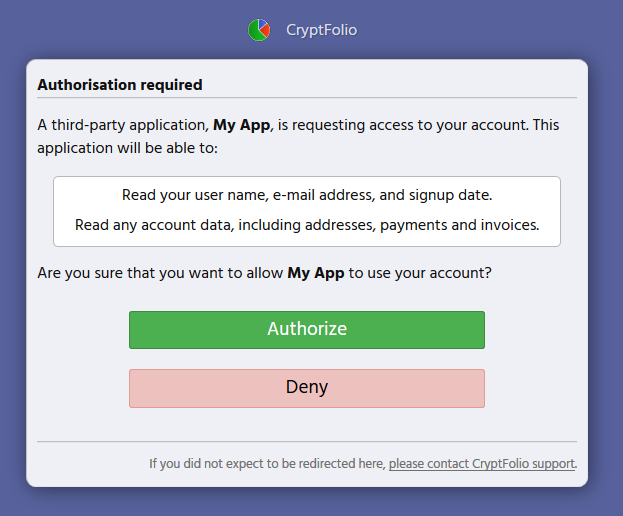 CryptFolio
Authorisation required
A third-party application, My App, is requesting access to your account. This
application will be able to:
Read your user name, e-mail address, and signup date.
Read any account data, including addresses, payments and invoices.
Are you sure that you want to allow My App to use your account?
Authorize
Deny
If you did not expect to be redirected here, please contact CryptFolio support.